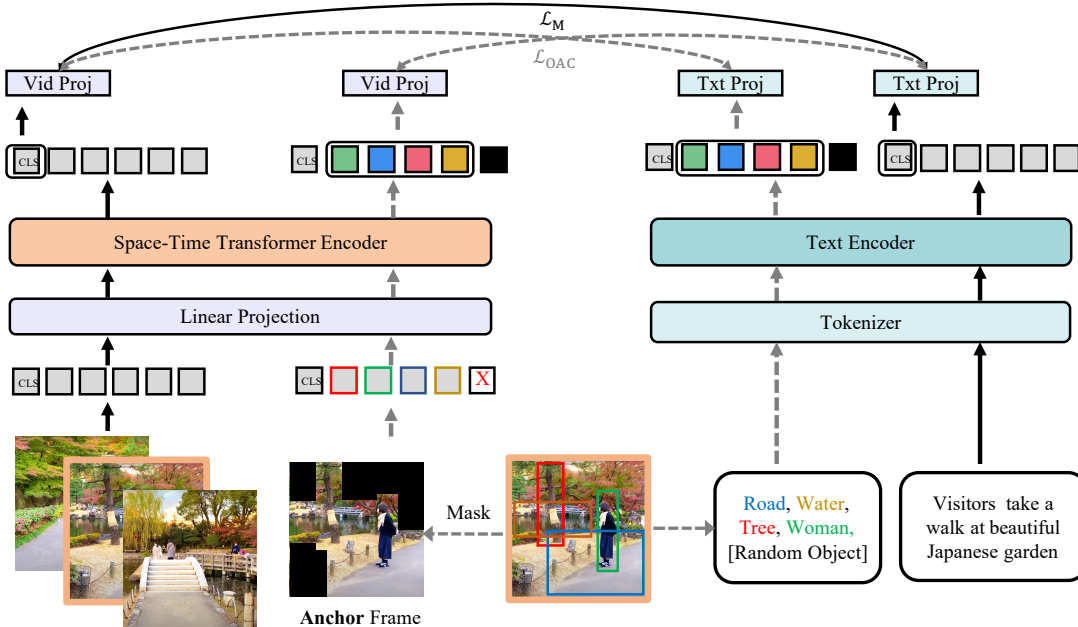 ℒ_M
ℒ_OAC
Vid Proj
Vid Proj
Txt Proj
Txt Proj
CLS
CLS
CLS
CLS
Space-Time Transformer Encoder
Text Encoder
Linear Projection
Tokenizer
CLS
CLS
X
Mask
Road, Water,
Tree, Woman,
[Random Object]
Visitors take a
walk at beautiful
Japanese garden
Anchor Frame